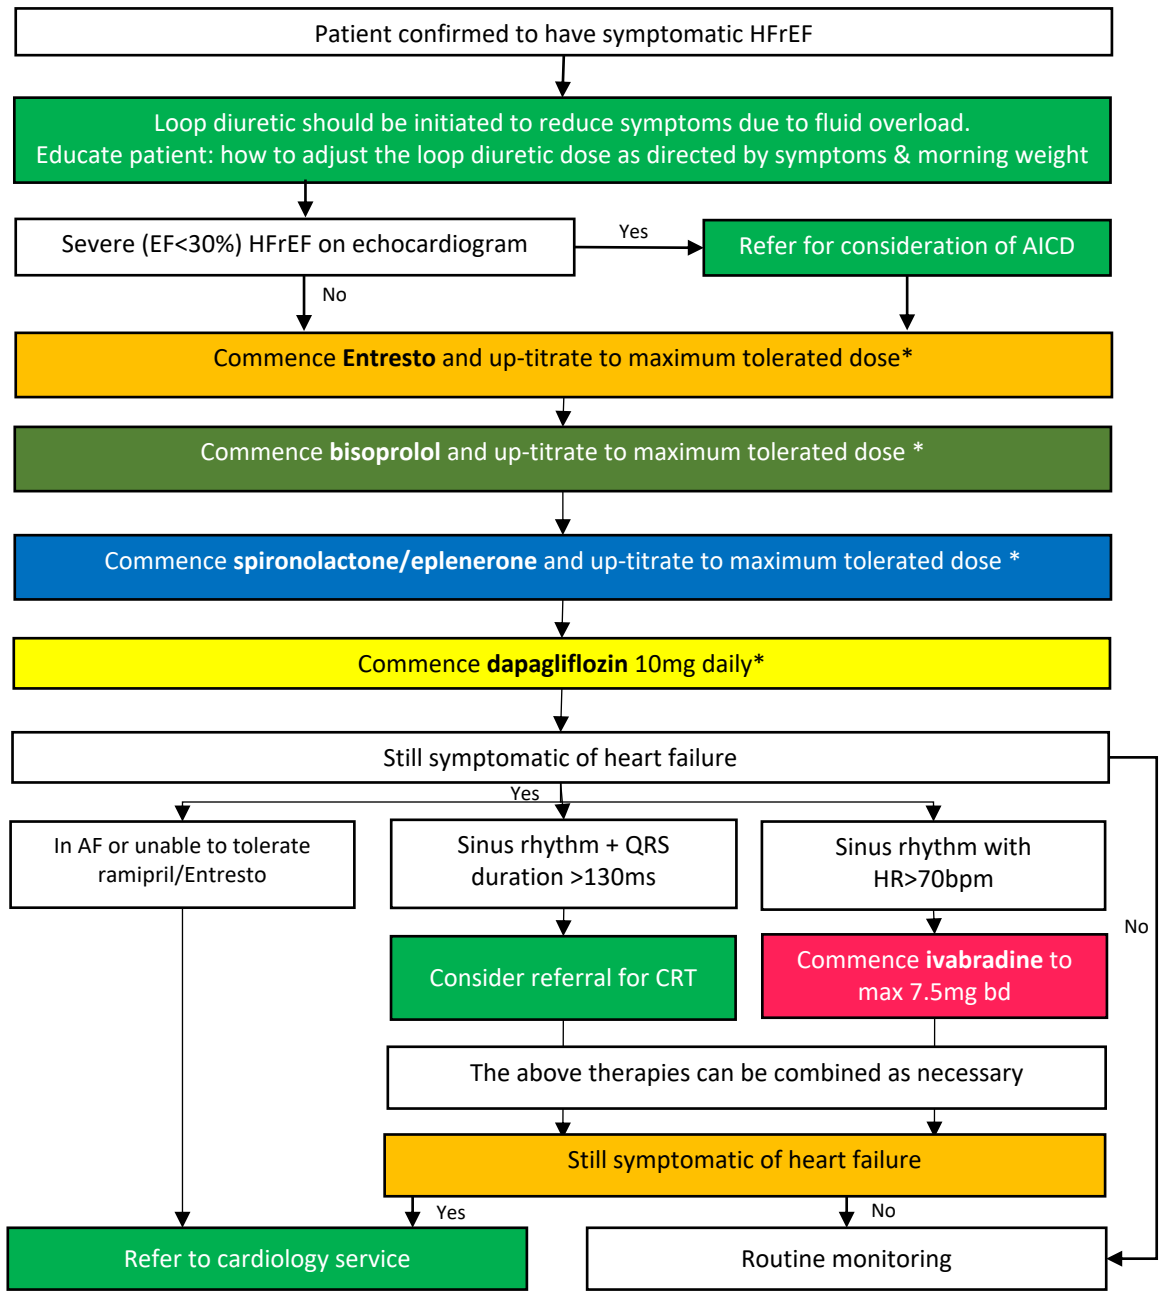 Patient confirmed to have symptomatic HFrEF
Loop diuretic should be initiated to reduce symptoms due to fluid overload.
Educate patient: how to adjust the loop diuretic dose as directed by symptoms & morning weight
Severe (EF<30%) HFrEF on echocardiogram
Yes
Refer for consideration of AICD
No
Commence Entresto and up-titrate to maximum tolerated dose*
Commence bisoprolol and up-titrate to maximum tolerated dose *
Commence spironolactone/eplenerone and up-titrate to maximum tolerated dose *
Commence dapagliflozin 10mg daily*
Still symptomatic of heart failure
Yes
In AF or unable to tolerate
ramipril/Entresto
Sinus rhythm + QRS
duration >130ms
Sinus rhythm with
HR>70bpm
No
Consider referral for CRT
Commence ivabradine to
max 7.5mg bd
The above therapies can be combined as necessary
Still symptomatic of heart failure
Yes
No
Refer to cardiology service
Routine monitoring